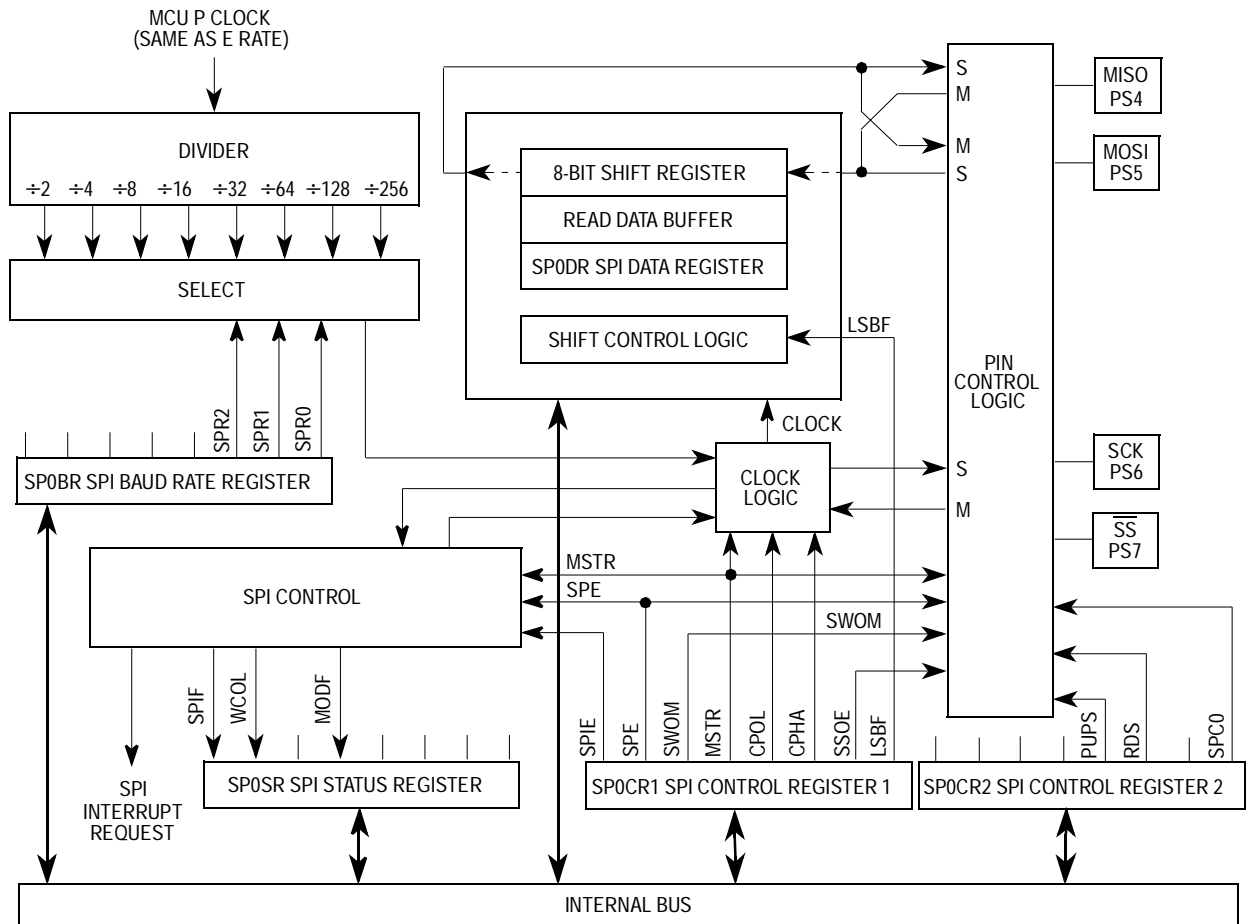 MCU P CLOCK
(SAME AS E RATE)
DIVIDER
÷2 ÷4 ÷8 ÷16 ÷32 ÷64 ÷128 ÷256
SELECT
SPR2
SPR1
SPR0
SP0BR SPI BAUD RATE REGISTER
8-BIT SHIFT REGISTER
READ DATA BUFFER
SP0DR SPI DATA REGISTER
SHIFT CONTROL LOGIC
LSBF
CLOCK
CLOCK
LOGIC
S
M
M
S
S
M
PIN
CONTROL
LOGIC
MISO
PS4
MOSI
PS5
SCK
PS6
SS
PS7
SPI CONTROL
MSTR
SPE
SWOM
SPIF
WCOL
MODF
SPI
INTERRUPT
REQUEST
SP0SR SPI STATUS REGISTER
SPIE
SPE
SWOM
MSTR
CPOL
CPHA
SSOE
LSBF
SP0CR1 SPI CONTROL REGISTER 1
PUPS
RDS
SPC0
SP0CR2 SPI CONTROL REGISTER 2
INTERNAL BUS